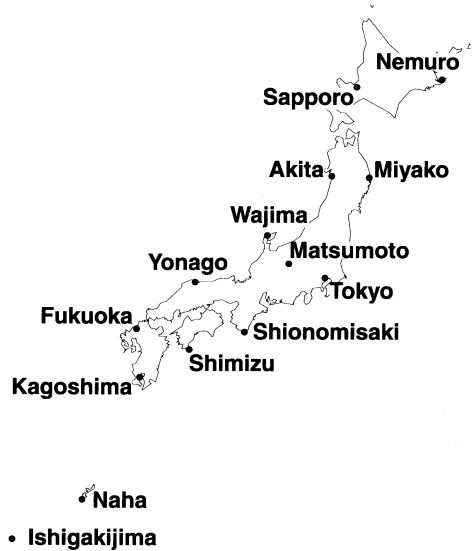 Nemuro
Sapporo
Akita
Miyako
Wajima
Matsumoto
Yonago
Tokyo
Fukuoka
Shionomisaki
Shimizu
Kagoshima
Naha
Ishigakijima